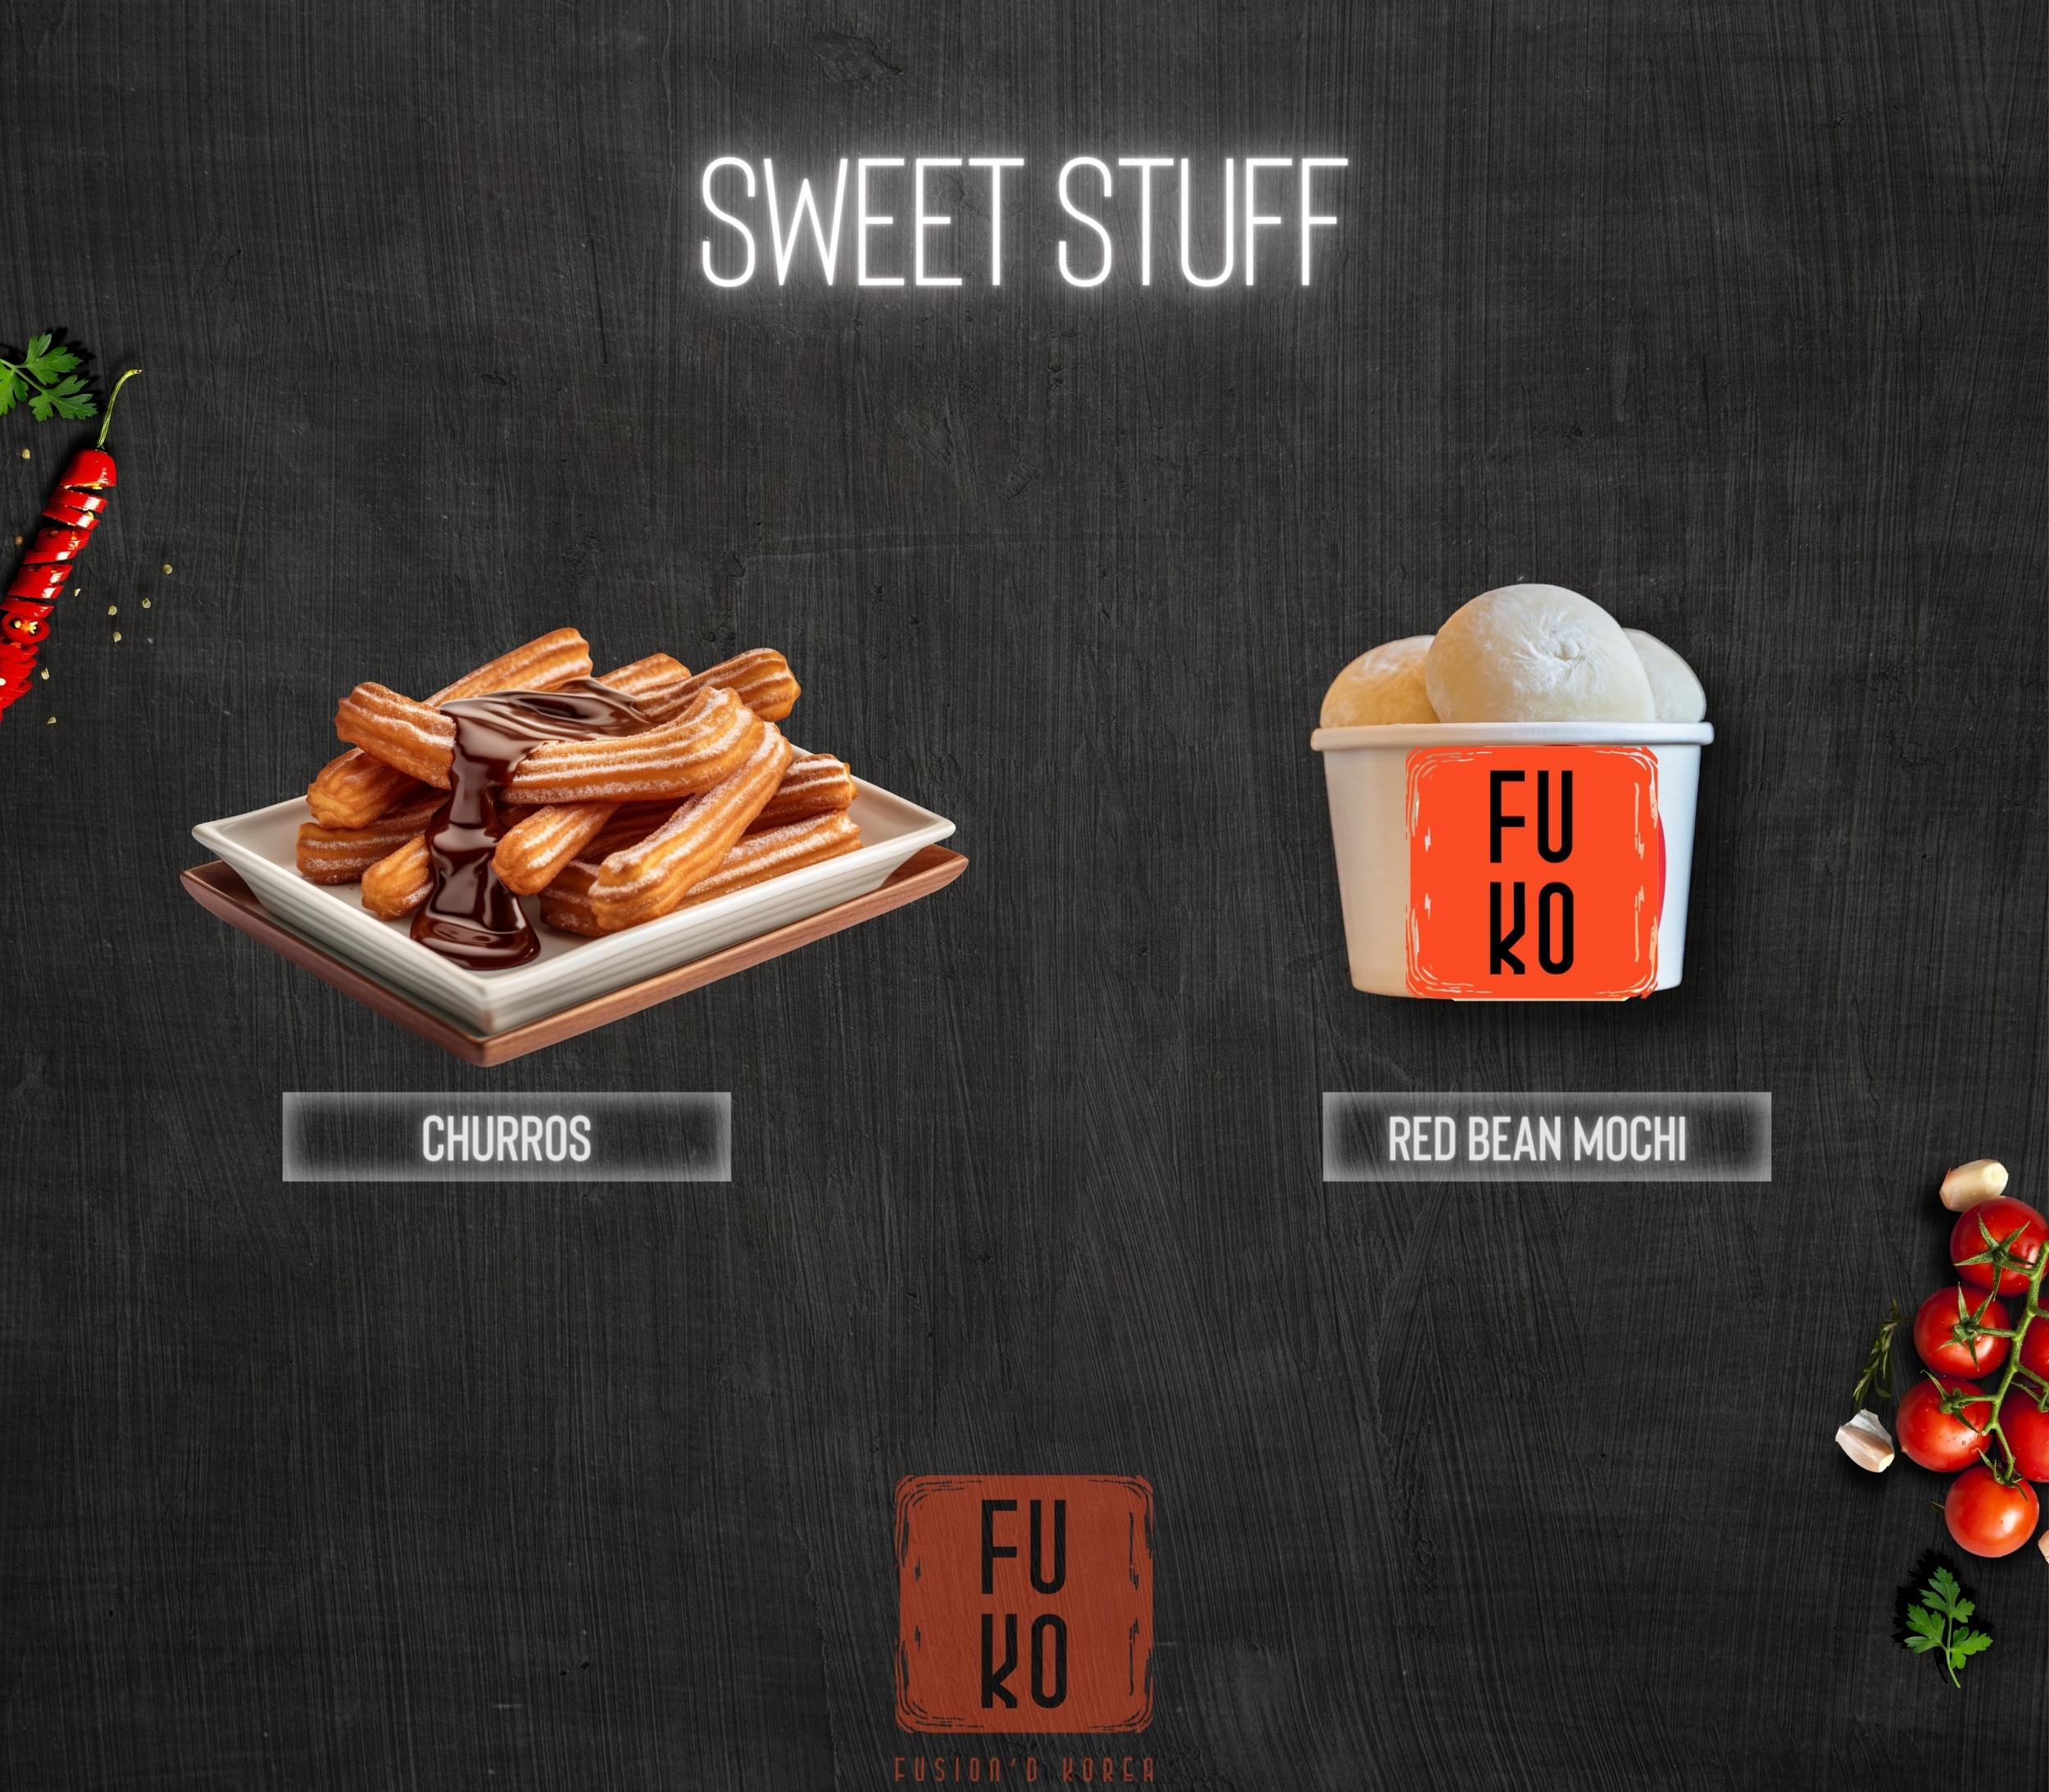 SWEET STUFF
FU
KO
CHURROS
RED BEAN MOCHI
FU
KO
FUSION'D KOREA